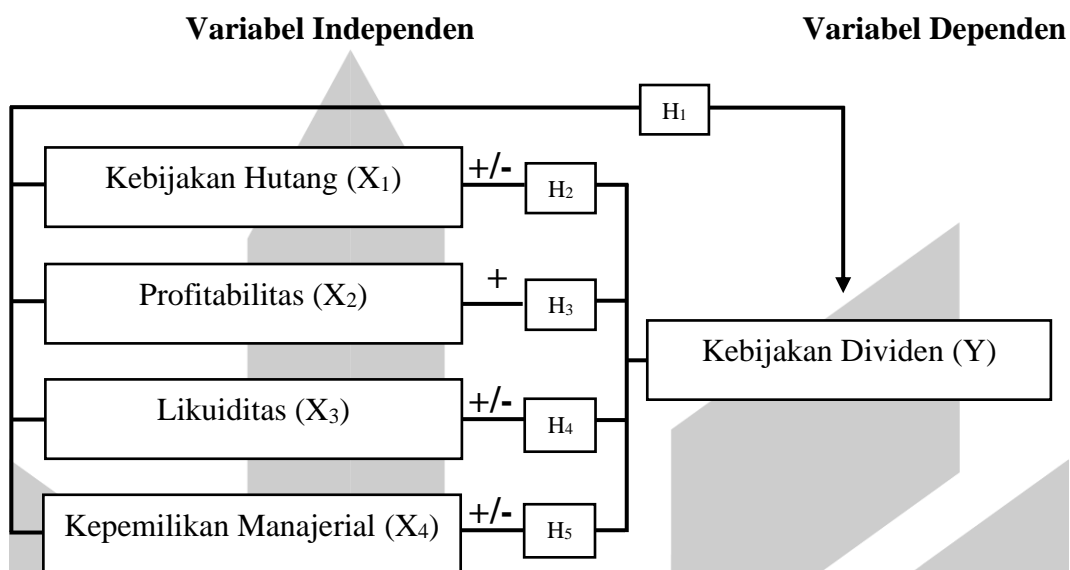 Variabel Independen Variabel Dependen
H₁
Kebijakan Hutang (X₁) +/- H₂
Profitabilitas (X₂) + H₃
Kebijakan Dividen (Y)
Likuiditas (X₃) +/- H₄
Kepemilikan Manajerial (X₄) +/- H₅